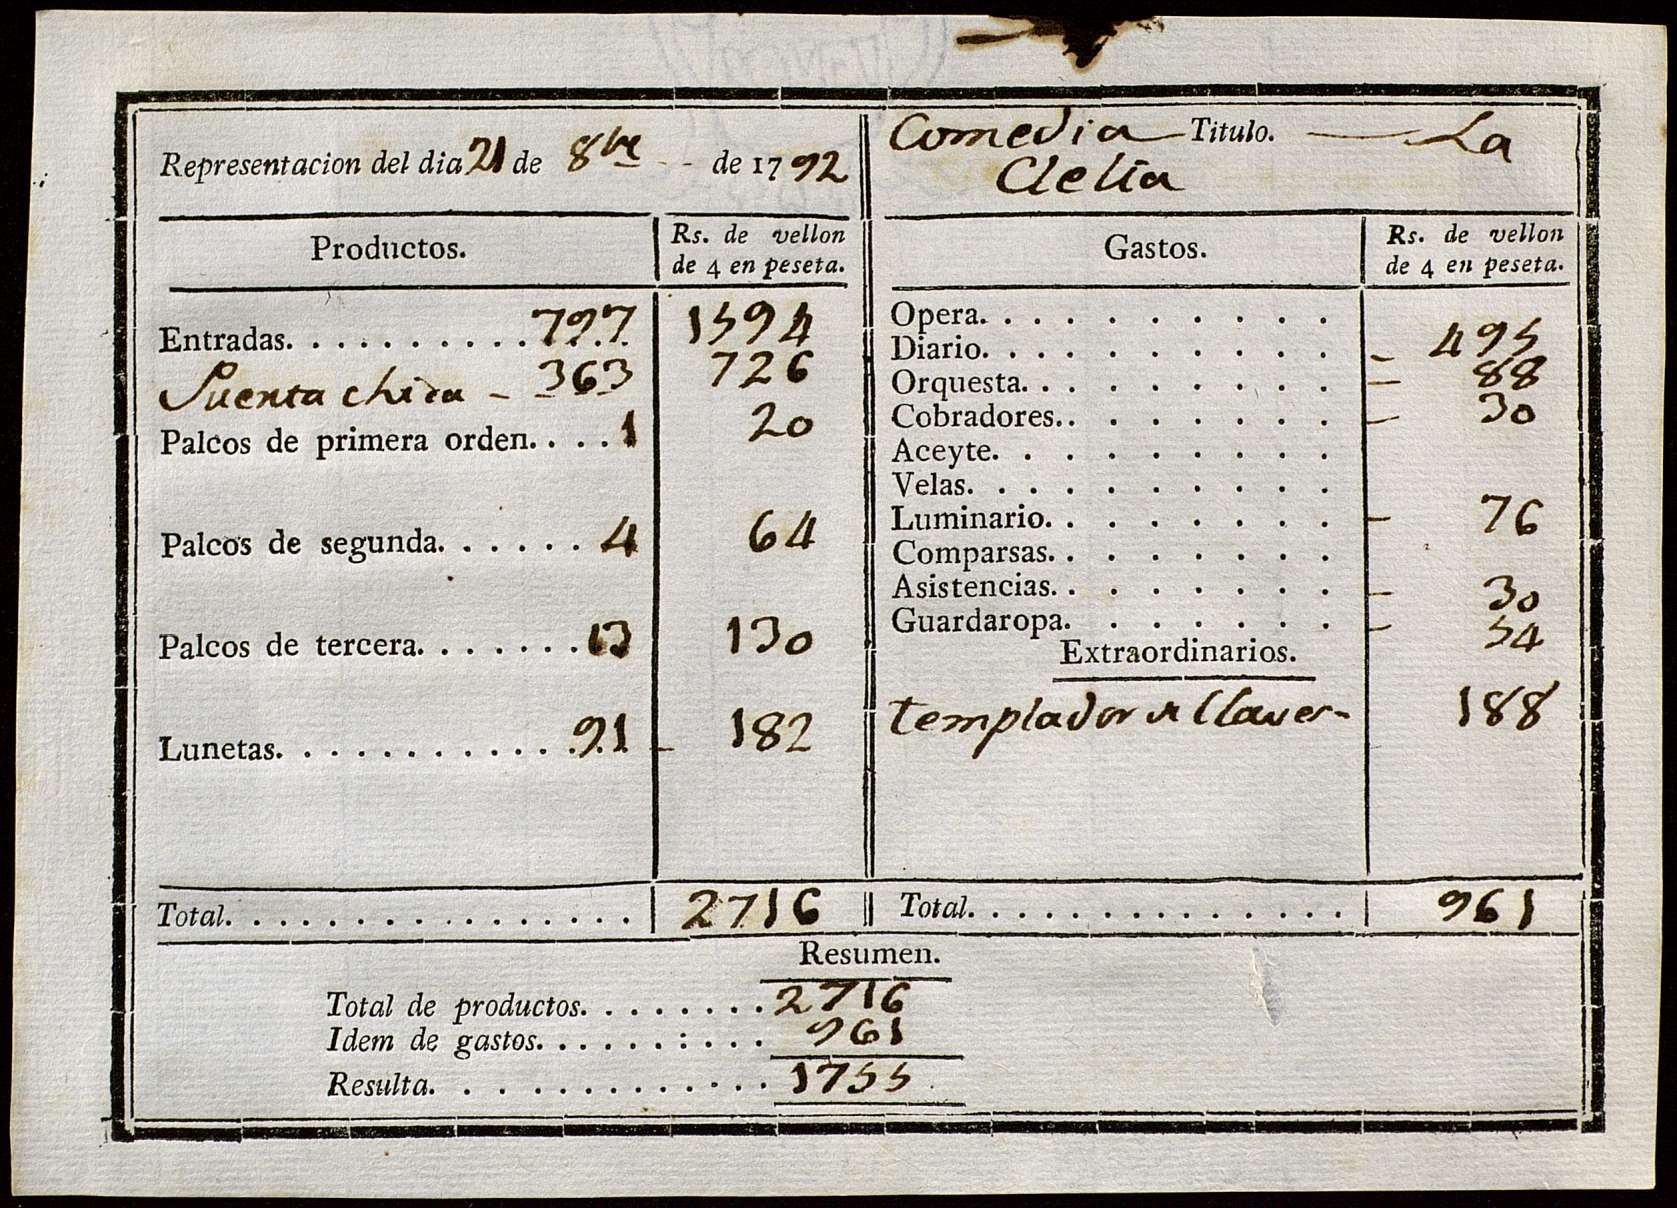 Representacion del dia 21 de 8bre - - de 1792
Comedia Titulo. — La
Clelia
Productos.
Rs. de vellon
de 4 en peseta.
Gastos.
Rs. de vellon
de 4 en peseta.
Entradas. 797 1594
Puerta chica - 363 726
Palcos de primera orden. 1 20
Palcos de segunda. 4 64
Palcos de tercera. 13 130
Lunetas. 91 - 182
Total. 2716
Opera.
Diario. - 495
Orquesta. - 88
Cobradores. - 30
Aceyte.
Velas.
Luminario. - 76
Comparsas.
Asistencias. - 30
Guardaropa. - 54
Extraordinarios.
templador y llaves - 188
Total. 961
Resumen.
Total de productos. 2716
Idem de gastos. 961
Resulta. 1755